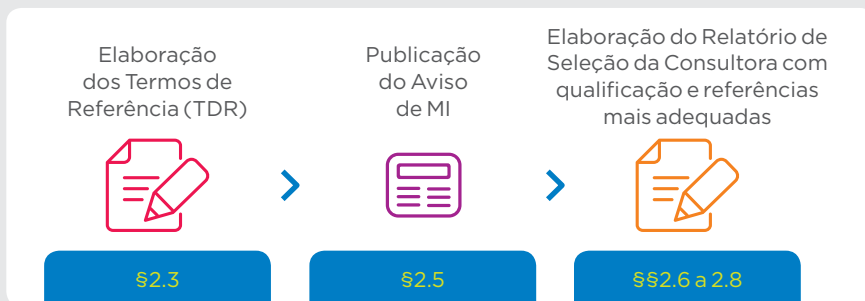 Elaboração
dos Termos de
Referência (TDR)
Publicação
do Aviso
de MI
Elaboração do Relatório de
Seleção da Consultora com
qualificação e referências
mais adequadas
§2.3
§2.5
§§2.6 a 2.8